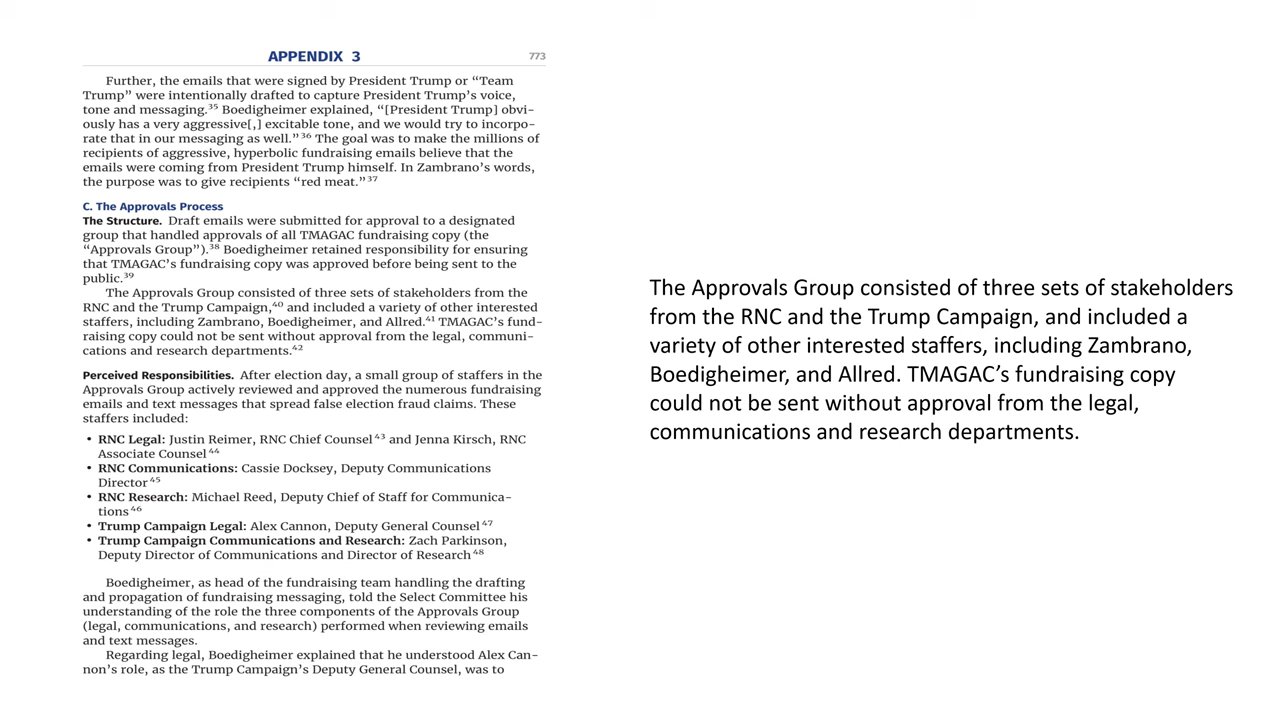 APPENDIX 3
773
Further, the emails that were signed by President Trump or “Team
Trump” were intentionally drafted to capture President Trump’s voice,
tone and messaging.³⁵ Boedigheimer explained, “[President Trump] obvi-
ously has a very aggressive[,] excitable tone, and we would try to incorpo-
rate that in our messaging as well.”³⁶ The goal was to make the millions of
recipients of aggressive, hyperbolic fundraising emails believe that the
emails were coming from President Trump himself. In Zambrano’s words,
the purpose was to give recipients “red meat.”³⁷
C. The Approvals Process
The Structure. Draft emails were submitted for approval to a designated
group that handled approvals of all TMAGAC fundraising copy (the
“Approvals Group”).³⁸ Boedigheimer retained responsibility for ensuring
that TMAGAC’s fundraising copy was approved before being sent to the
public.³⁹
The Approvals Group consisted of three sets of stakeholders from the
RNC and the Trump Campaign,⁴⁰ and included a variety of other interested
staffers, including Zambrano, Boedigheimer, and Allred.⁴¹ TMAGAC’s fund-
raising copy could not be sent without approval from the legal, communi-
cations and research departments.⁴²
Perceived Responsibilities. After election day, a small group of staffers in the
Approvals Group actively reviewed and approved the numerous fundraising
emails and text messages that spread false election fraud claims. These
staffers included:
• RNC Legal: Justin Reimer, RNC Chief Counsel⁴³ and Jenna Kirsch, RNC
Associate Counsel⁴⁴
• RNC Communications: Cassie Docksey, Deputy Communications
Director⁴⁵
• RNC Research: Michael Reed, Deputy Chief of Staff for Communica-
tions⁴⁶
• Trump Campaign Legal: Alex Cannon, Deputy General Counsel⁴⁷
• Trump Campaign Communications and Research: Zach Parkinson,
Deputy Director of Communications and Director of Research⁴⁸
Boedigheimer, as head of the fundraising team handling the drafting
and propagation of fundraising messaging, told the Select Committee his
understanding of the role the three components of the Approvals Group
(legal, communications, and research) performed when reviewing emails
and text messages.
Regarding legal, Boedigheimer explained that he understood Alex Can-
non’s role, as the Trump Campaign’s Deputy General Counsel, was to
The Approvals Group consisted of three sets of stakeholders
from the RNC and the Trump Campaign, and included a
variety of other interested staffers, including Zambrano,
Boedigheimer, and Allred. TMAGAC’s fundraising copy
could not be sent without approval from the legal,
communications and research departments.